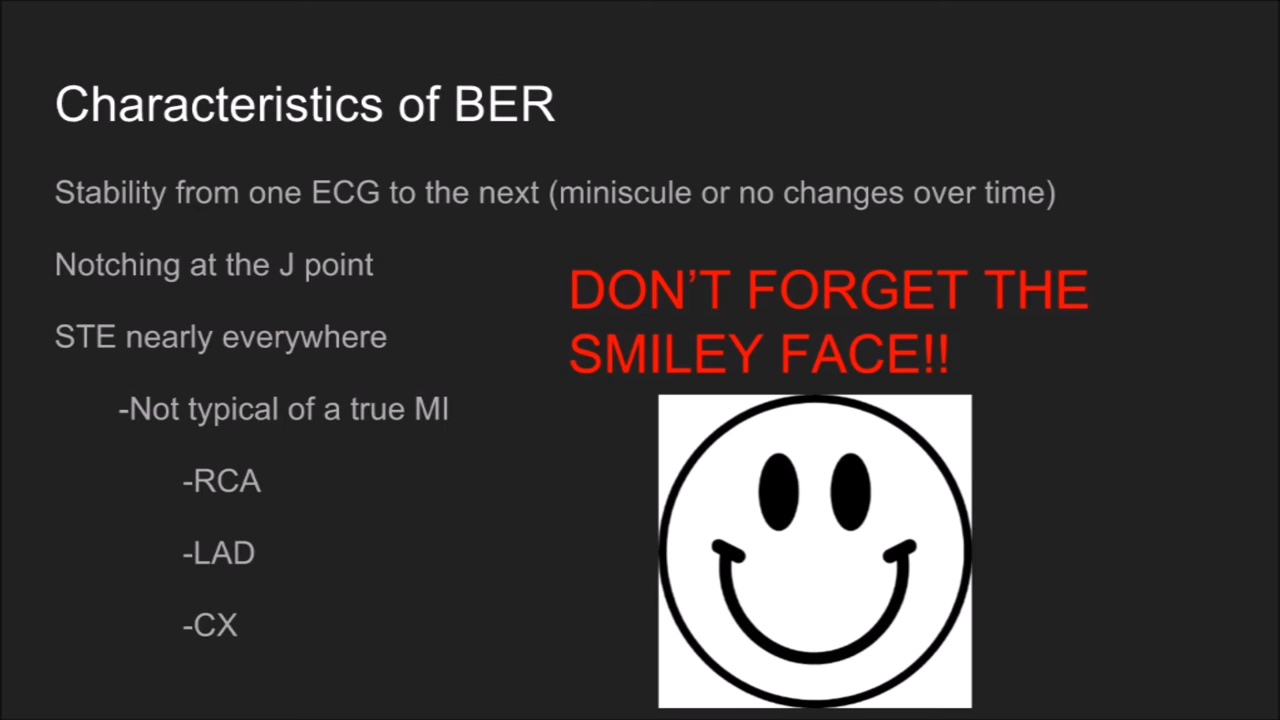 Characteristics of BER
Stability from one ECG to the next (miniscule or no changes over time)
Notching at the J point
STE nearly everywhere
-Not typical of a true MI
-RCA
-LAD
-CX
DON’T FORGET THE
SMILEY FACE!!